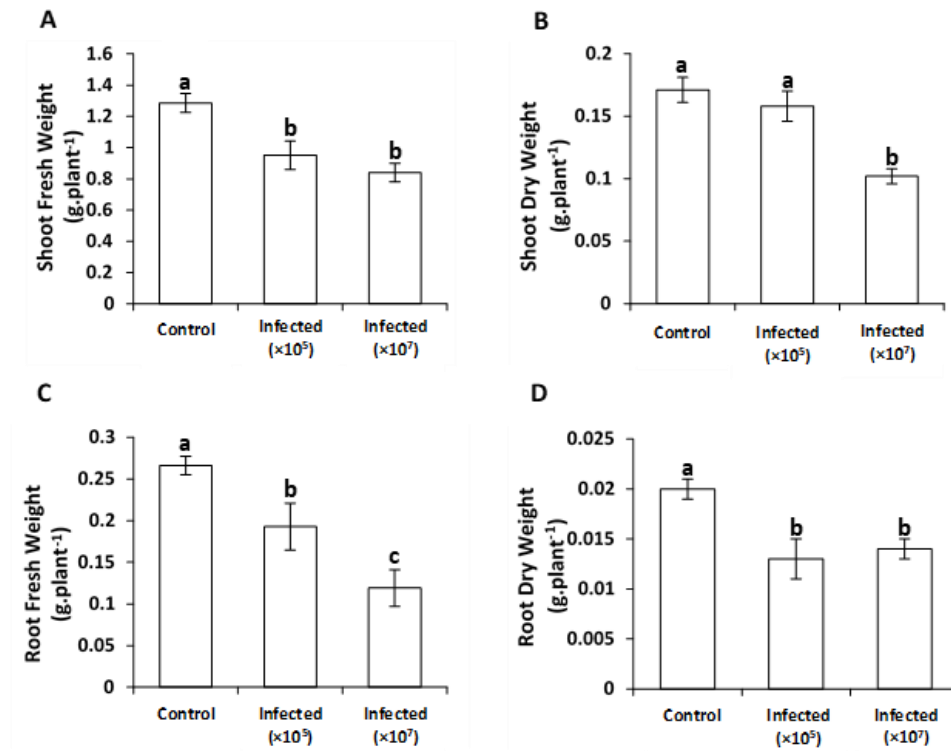 A
Shoot Fresh Weight
(g.plant⁻¹)
1.6
1.4
1.2
1
0.8
0.6
0.4
0.2
0
a
b
b
Control
Infected
(×10⁵)
Infected
(×10⁷)
B
Shoot Dry Weight
(g.plant⁻¹)
0.2
0.15
0.1
0.05
0
a
a
b
Control
Infected
(×10⁵)
Infected
(×10⁷)
C
Root Fresh Weight
(g.plant⁻¹)
0.3
0.25
0.2
0.15
0.1
0.05
0
a
b
c
Control
Infected
(×10⁵)
Infected
(×10⁷)
D
Root Dry Weight
(g.plant⁻¹)
0.025
0.02
0.015
0.01
0.005
0
a
b
b
Control
Infected
(×10⁵)
Infected
(×10⁷)